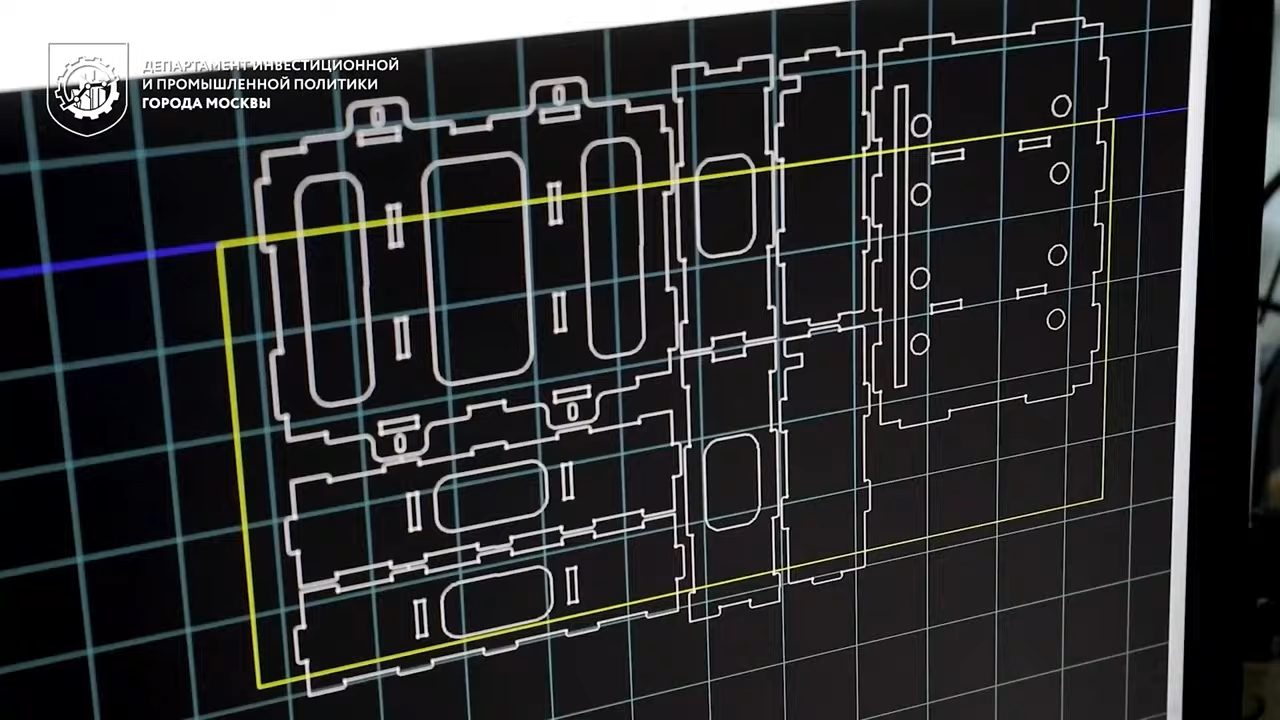 ДЕПАРТАМЕНТ ИНВЕСТИЦИОННОЙ
И ПРОМЫШЛЕННОЙ ПОЛИТИКИ
ГОРОДА МОСКВЫ